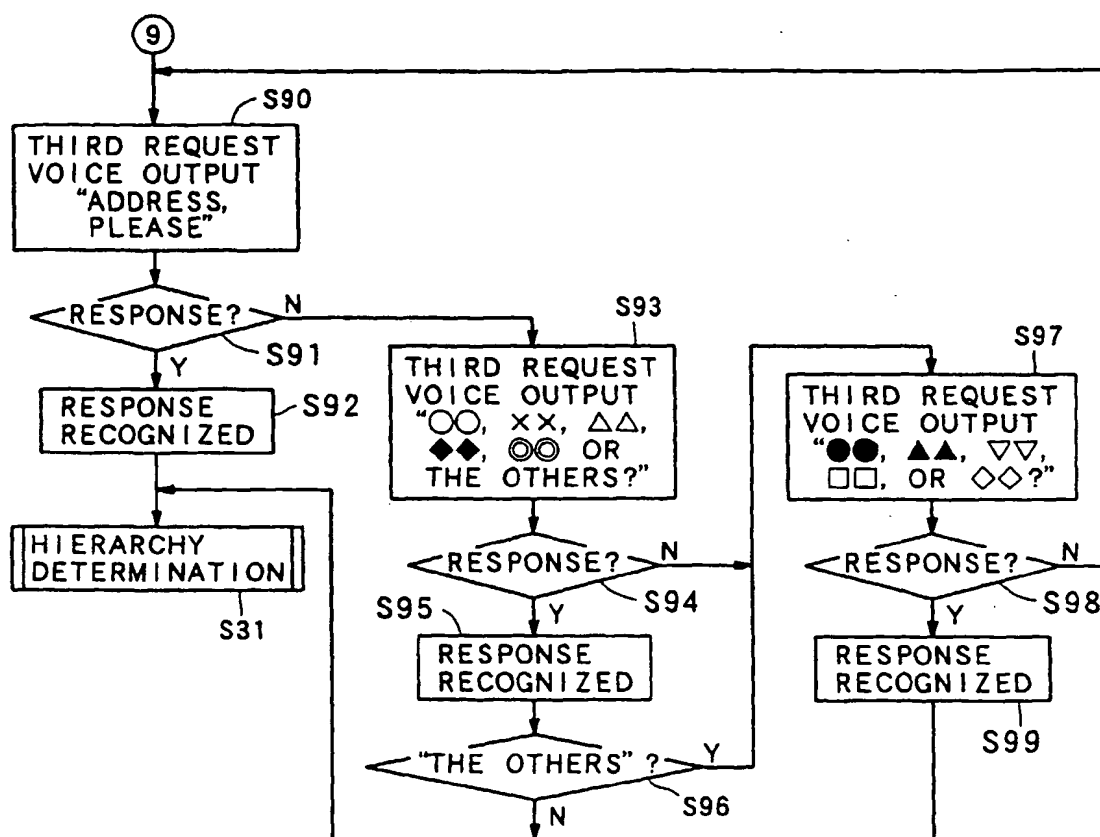 9
S90
THIRD REQUEST
VOICE OUTPUT
“ADDRESS,
PLEASE”
RESPONSE?
N
S91
Y
RESPONSE
RECOGNIZED
S92
HIERARCHY
DETERMINATION
S31
S93
THIRD REQUEST
VOICE OUTPUT
“○○, ××, △△,
◆◆, ◎◎ OR
THE OTHERS?”
RESPONSE?
N
S94
Y
S95
RESPONSE
RECOGNIZED
“THE OTHERS” ?
Y
S96
N
S97
THIRD REQUEST
VOICE OUTPUT
“●●, ▲▲, ▽▽,
□□, OR ◇◇?”
RESPONSE?
N
S98
Y
RESPONSE
RECOGNIZED
S99